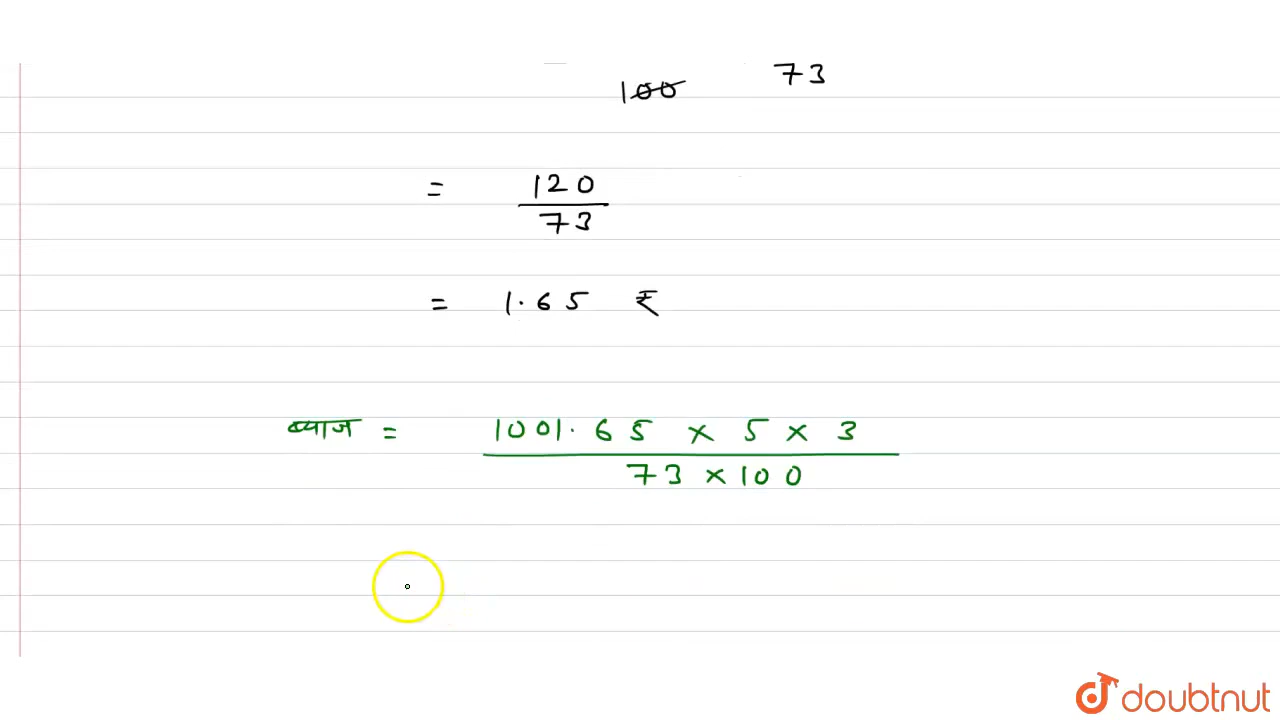 73
100
= 120
73
= 1.65 ₹
ब्याज = 1001.65 x 5 x 3
73 x 100
doubtnut